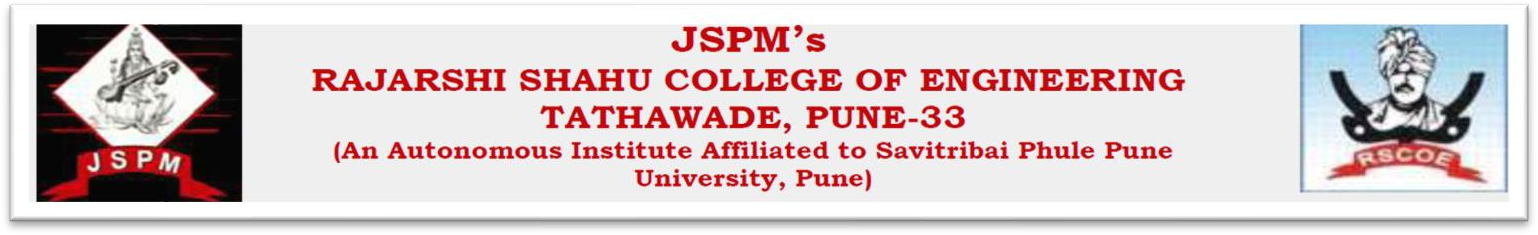 JSPM's
RAJARSHI SHAHU COLLEGE OF ENGINEERING
TATHAWADE, PUNE-33
(An Autonomous Institute Affiliated to Savitribai Phule Pune
University, Pune)
JSPM
RSCOE